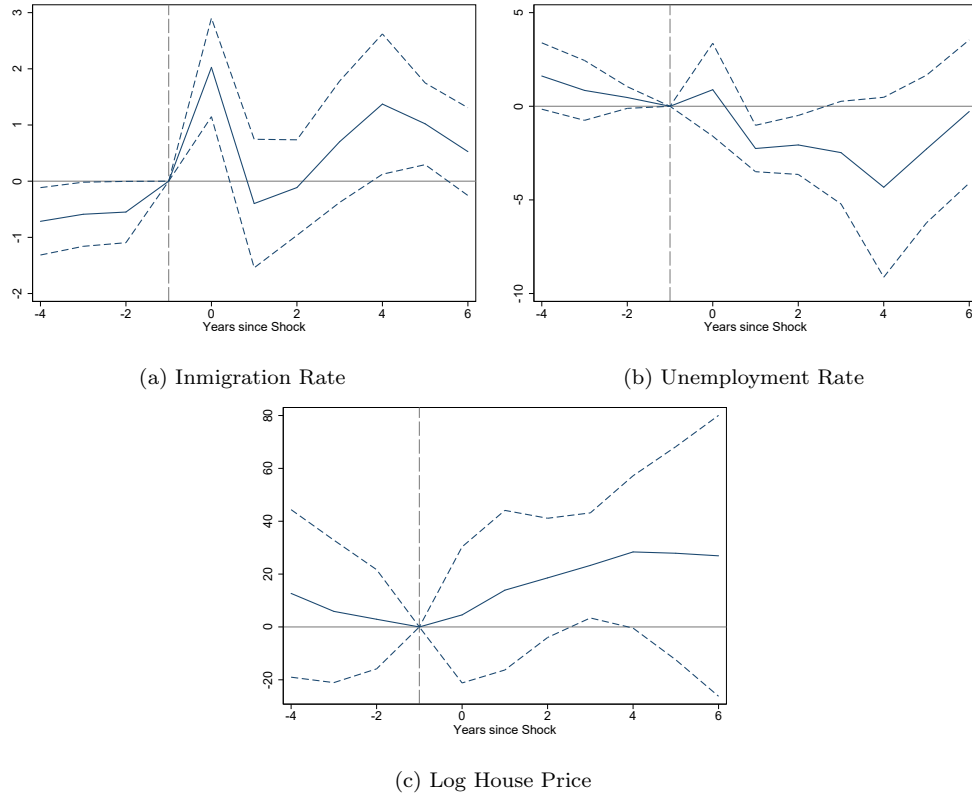 3
2
1
0
-1
-2
-4 -2 0 2 4 6
Years since Shock
(a) Inmigration Rate
5
0
-5
-10
-4 -2 0 2 4 6
Years since Shock
(b) Unemployment Rate
80
60
40
20
0
-20
-4 -2 0 2 4 6
Years since Shock
(c) Log House Price